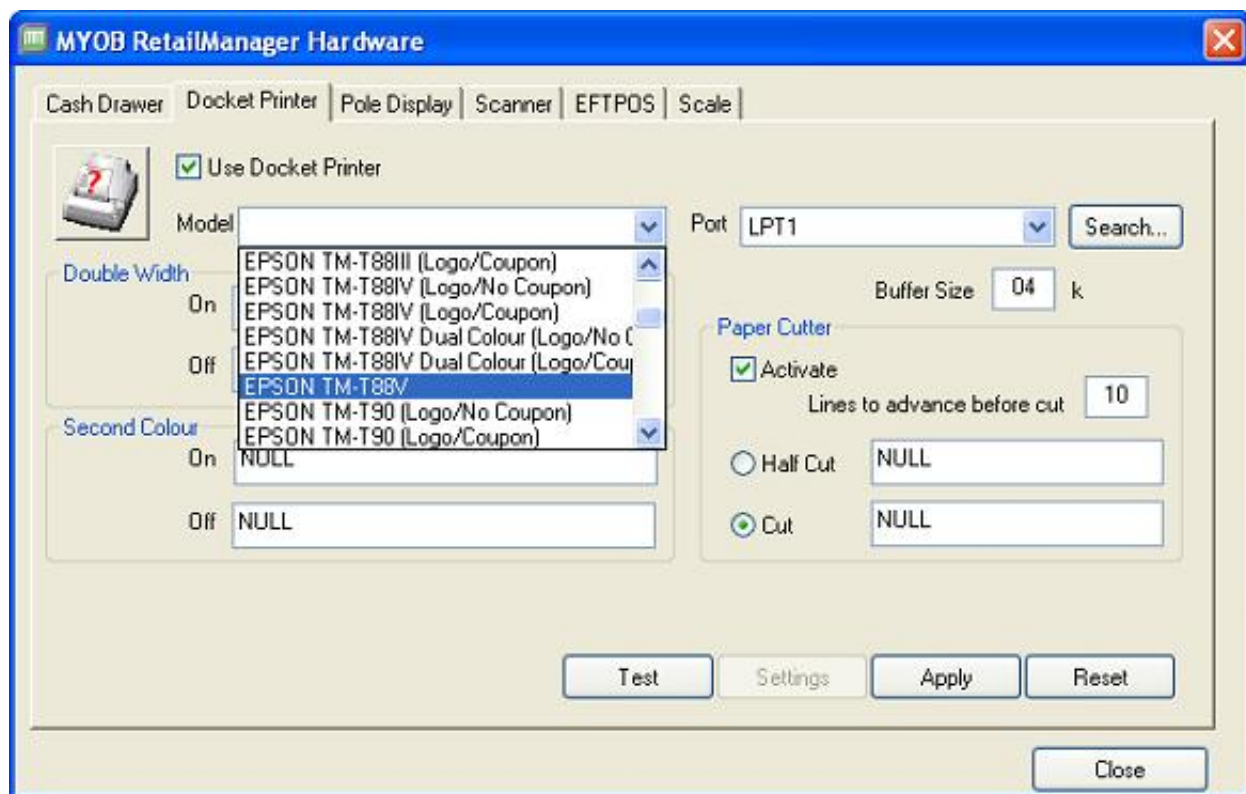 MYOB RetailManager Hardware
Cash Drawer Docket Printer Pole Display Scanner EFTPOS Scale
?
Use Docket Printer
Model Port LPT1 Search...
EPSON TM-T88III (Logo/Coupon)
EPSON TM-T88IV (Logo/No Coupon)
EPSON TM-T88IV (Logo/Coupon)
EPSON TM-T88IV Dual Colour (Logo/No C
EPSON TM-T88IV Dual Colour (Logo/Coup
EPSON TM-T88V
EPSON TM-T90 (Logo/No Coupon)
EPSON TM-T90 (Logo/Coupon)
Double Width
On
Off
Second Colour
On NULL
Off NULL
Buffer Size 04 k
Paper Cutter
Activate
Lines to advance before cut 10
Half Cut NULL
Cut NULL
Test Settings Apply Reset
Close